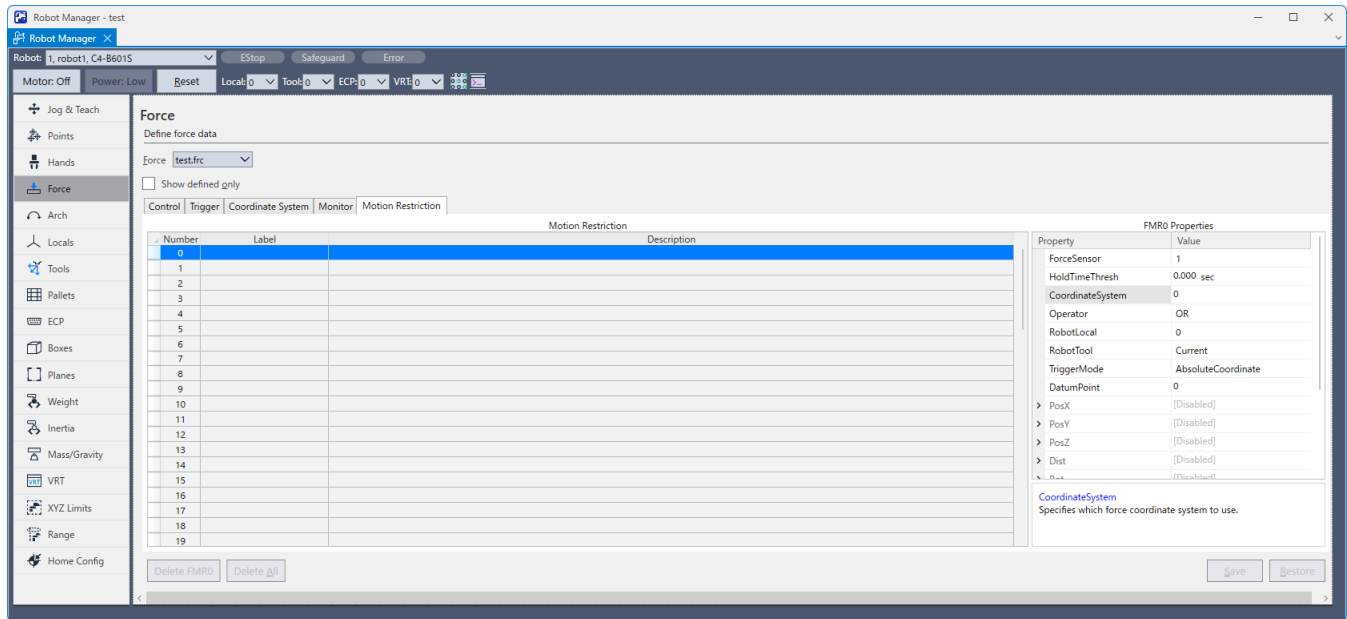 Robot Manager - test
Robot Manager
Robot: 1, robot1, C4-B601S EStop Safeguard Error
Motor: Off Power: Low Reset Local: 0 Tool: 0 ECP: 0 VRT: 0
Jog & Teach
Points
Hands
Force
Arch
Locals
Tools
Pallets
ECP
Boxes
Planes
Weight
Inertia
Mass/Gravity
VRT
XYZ Limits
Range
Home Config
Force
Define force data
Force test.frc
Show defined only
Control Trigger Coordinate System Monitor Motion Restriction
Motion Restriction
Number Label Description
0
1
2
3
4
5
6
7
8
9
10
11
12
13
14
15
16
17
18
19
FMR0 Properties
Property Value
ForceSensor 1
HoldTimeThresh 0.000 sec
CoordinateSystem 0
Operator OR
RobotLocal 0
RobotTool Current
TriggerMode AbsoluteCoordinate
DatumPoint 0
PosX [Disabled]
PosY [Disabled]
PosZ [Disabled]
Dist [Disabled]
CoordinateSystem
Specifies which force coordinate system to use.
Delete FMR0 Delete All Save Restore